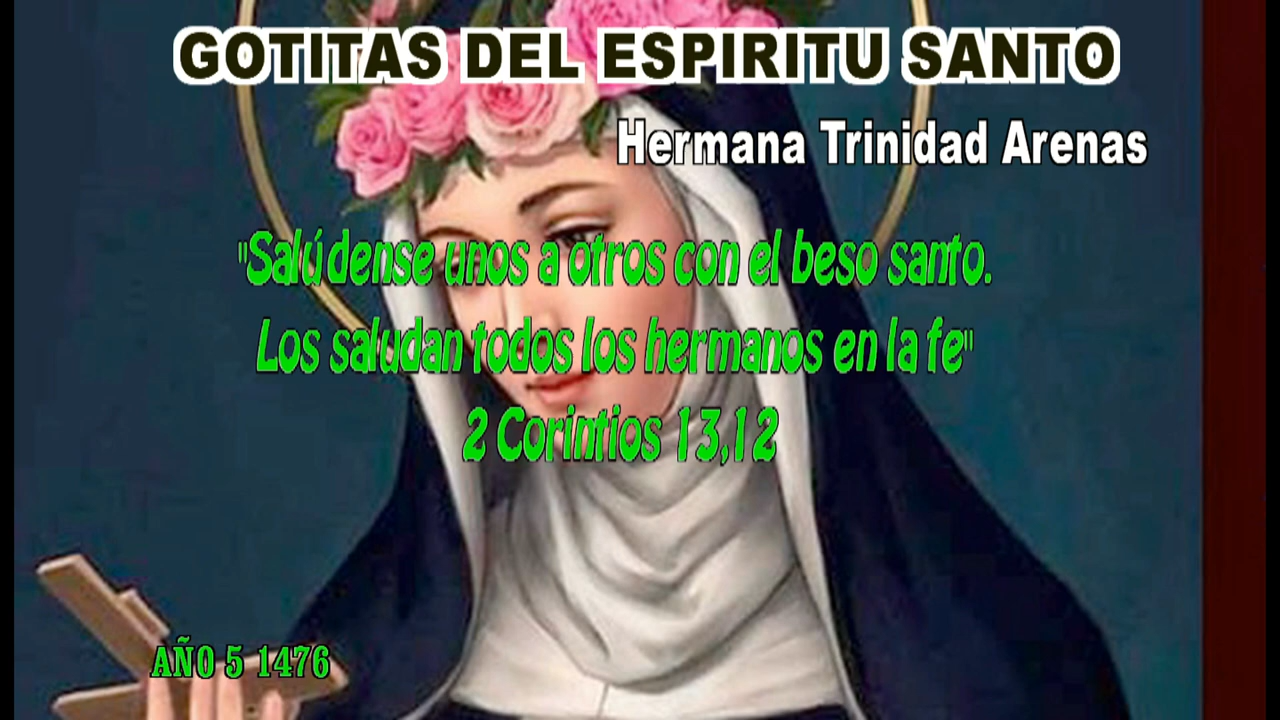 GOTITAS DEL ESPIRITU SANTO
Hermana Trinidad Arenas
"Salúdense unos a otros con el beso santo.
Los saludan todos los hermanos en la fe"
2 Corintios 13,12
AÑO 5 1476